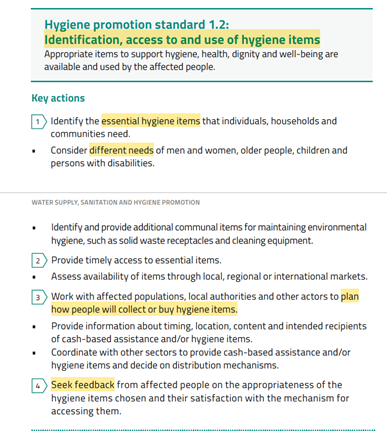 Hygiene promotion standard 1.2:
Identification, access to and use of hygiene items
Appropriate items to support hygiene, health, dignity and well-being are
available and used by the affected people.
Key actions
1 Identify the essential hygiene items that individuals, households and
communities need.
• Consider different needs of men and women, older people, children and
persons with disabilities.
WATER SUPPLY, SANITATION AND HYGIENE PROMOTION
• Identify and provide additional communal items for maintaining environmental
hygiene, such as solid waste receptacles and cleaning equipment.
2 Provide timely access to essential items.
• Assess availability of items through local, regional or international markets.
3 Work with affected populations, local authorities and other actors to plan
how people will collect or buy hygiene items.
• Provide information about timing, location, content and intended recipients
of cash-based assistance and/or hygiene items.
• Coordinate with other sectors to provide cash-based assistance and/or
hygiene items and decide on distribution mechanisms.
4 Seek feedback from affected people on the appropriateness of the
hygiene items chosen and their satisfaction with the mechanism for
accessing them.